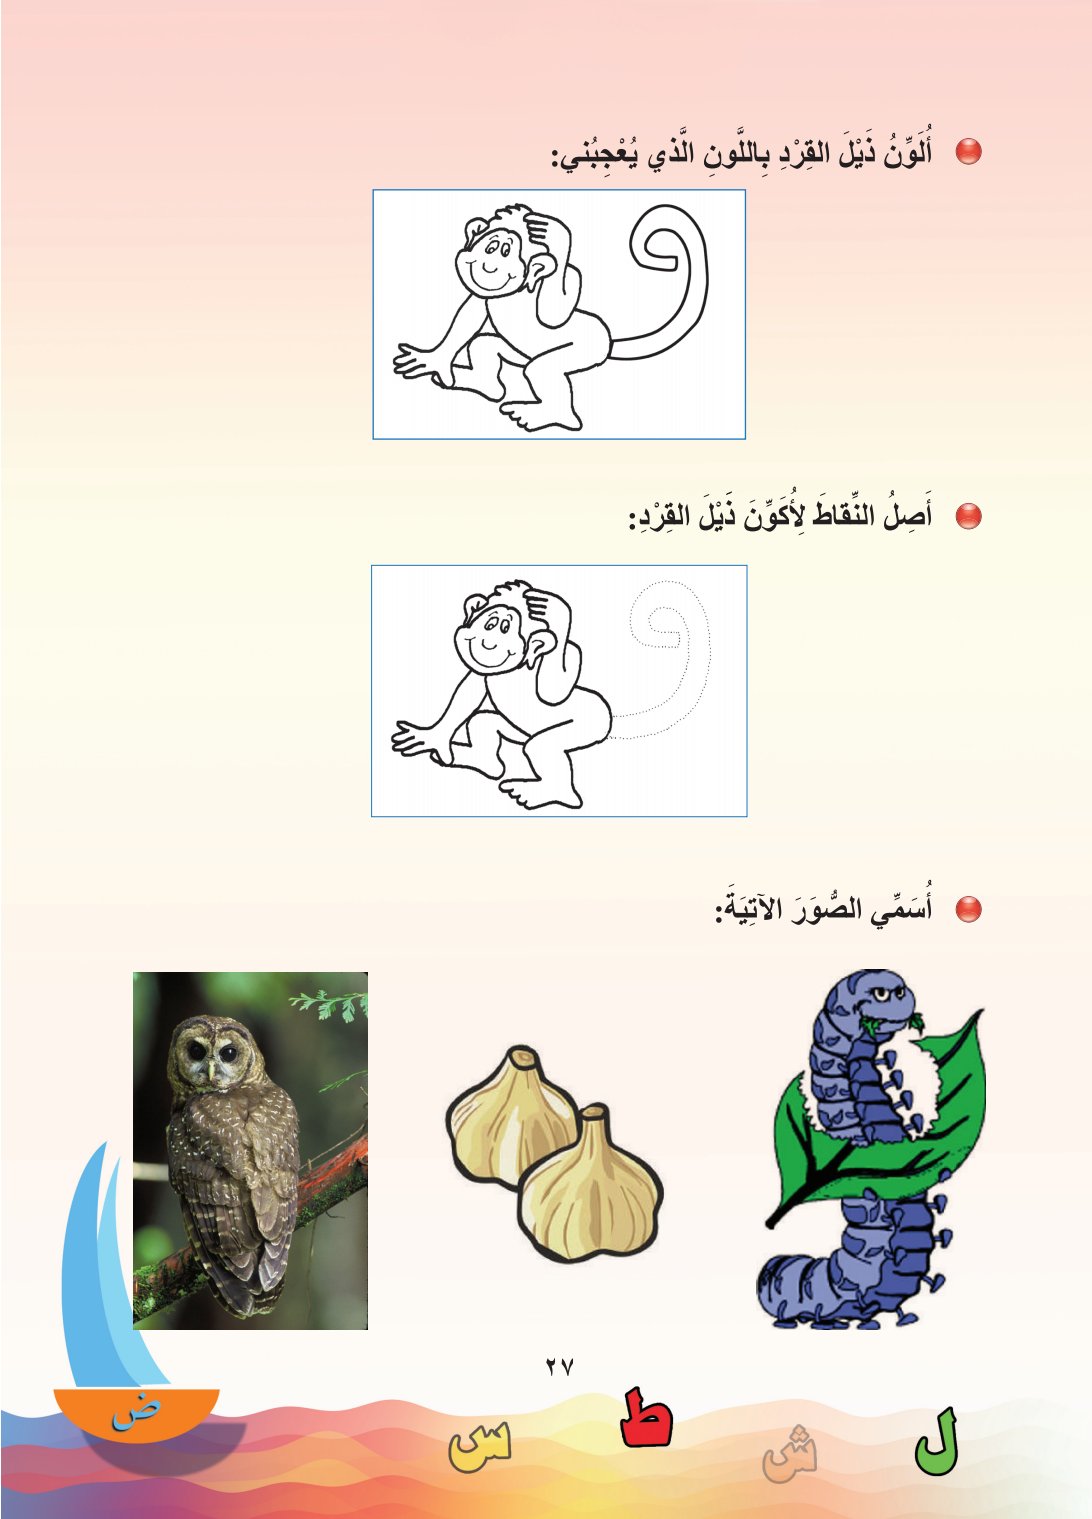 أُلَوِّنُ ذَيْلَ القِرْدِ بِاللَّونِ الَّذي يُعْجِبُني:
أَصِلُ النِّقاطَ لِأُكَوِّنَ ذَيْلَ القِرْدِ:
أُسَمِّي الصُّوَرَ الآتِيَةَ:
٢٧
ل ش ط س ض